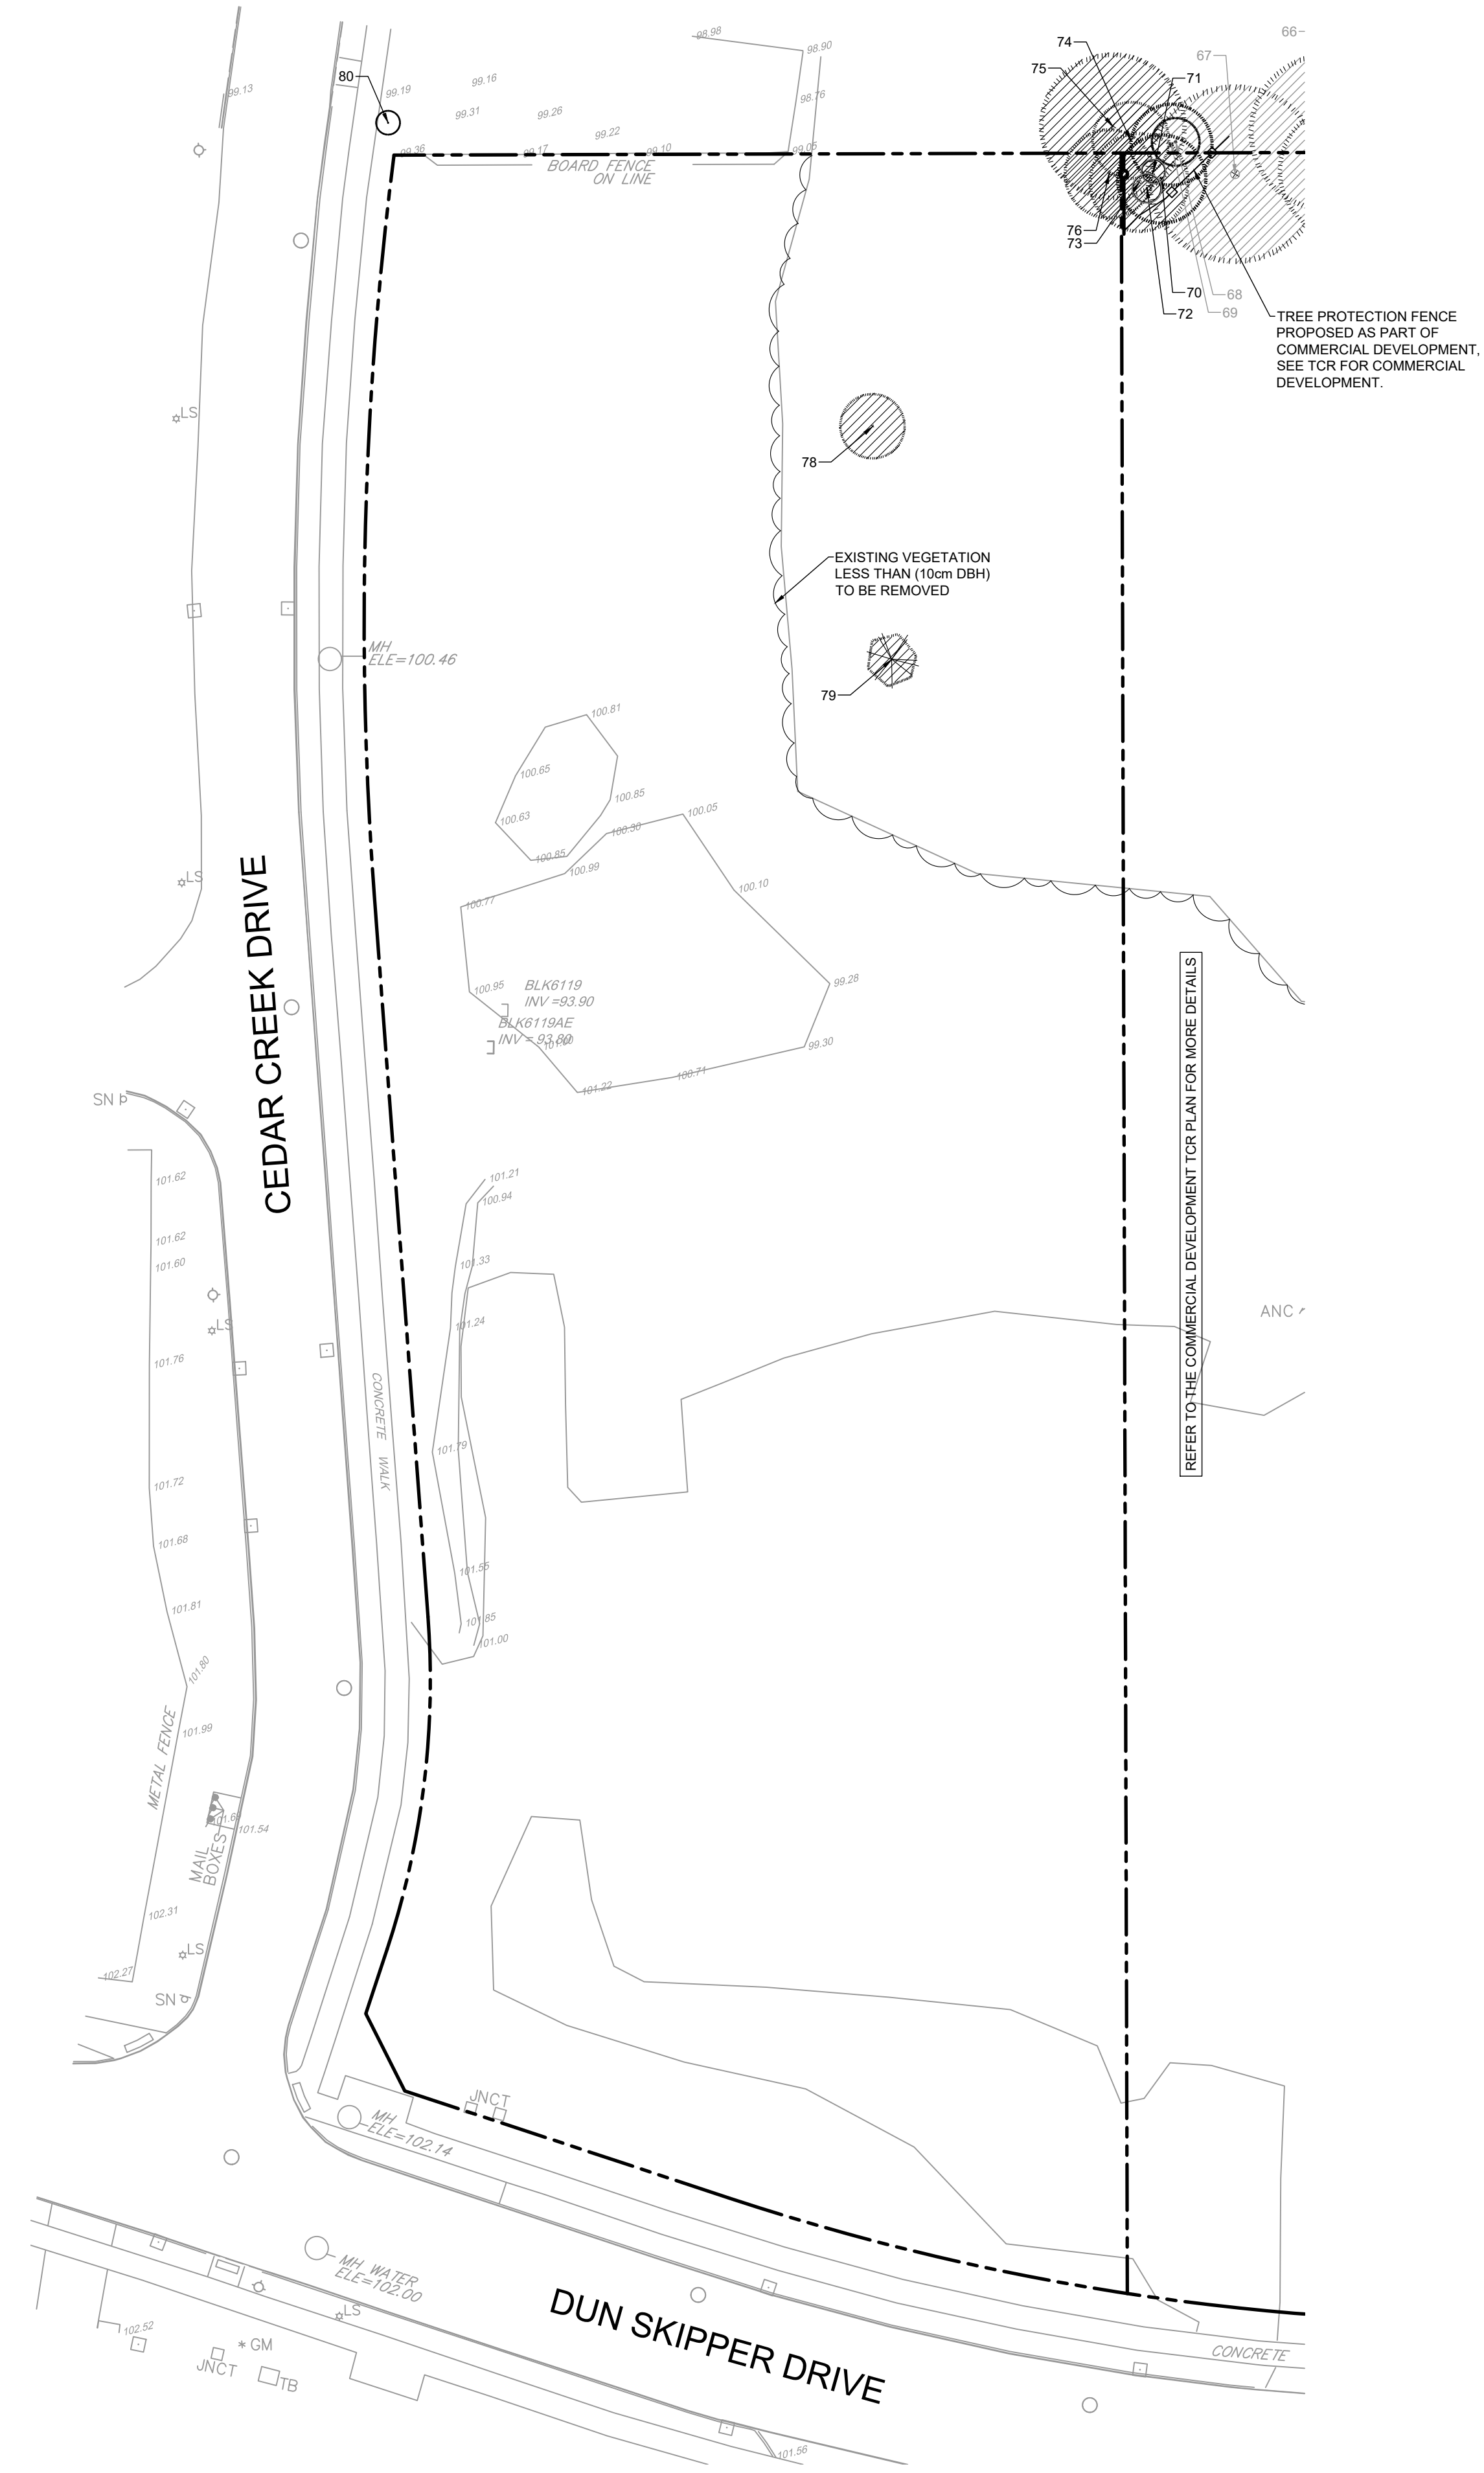 98.98
98.90
66
74
67
75
80
71
99.13
99.19
99.16
98.76
99.31
99.26
99.22
99.36
99.17
99.10
99.05
BOARD FENCE
ON LINE
76
73
70
68
72
69
TREE PROTECTION FENCE
PROPOSED AS PART OF
COMMERCIAL DEVELOPMENT,
SEE TCR FOR COMMERCIAL
DEVELOPMENT.
LS
78
EXISTING VEGETATION
LESS THAN (10cm DBH)
TO BE REMOVED
MH
ELE=100.46
79
100.81
100.65
100.85
100.63
100.05
100.30
100.85
100.99
LS
100.10
100.77
CEDAR CREEK DRIVE
99.28
100.95
BLK6119
INV =93.90
BLK6119AE
INV = 93.80
99.30
100.71
101.22
SN
REFER TO THE COMMERCIAL DEVELOPMENT TCR PLAN FOR MORE DETAILS
101.62
101.21
100.94
101.62
101.60
101.33
ANC
LS
101.24
101.76
CONCRETE WALK
101.79
101.72
101.68
101.55
101.81
101.85
101.00
101.80
METAL FENCE
101.99
101.54
MAIL
BOXES
102.31
LS
102.27
SN
JNCT
MH
ELE=102.14
MH WATER
ELE=102.00
LS
DUN SKIPPER DRIVE
102.52
GM
JNCT
TB
CONCRETE
101.56